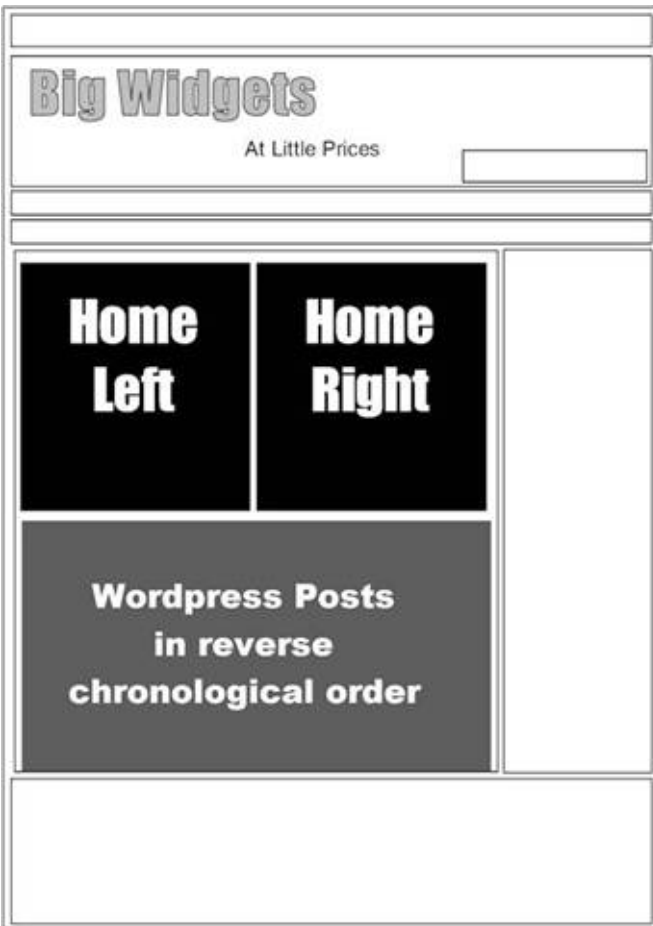 Big Widgets
At Little Prices
Home
Left
Home
Right
Wordpress Posts
in reverse
chronological order